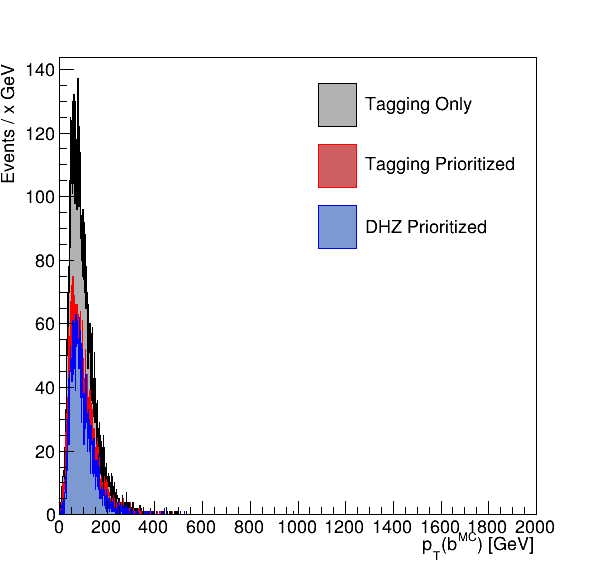 Events / x GeV
140
120
100
80
60
40
20
0
Tagging Only
Tagging Prioritized
DHZ Prioritized
0 200 400 600 800 1000 1200 1400 1600 1800 2000
p_T(b^MC) [GeV]